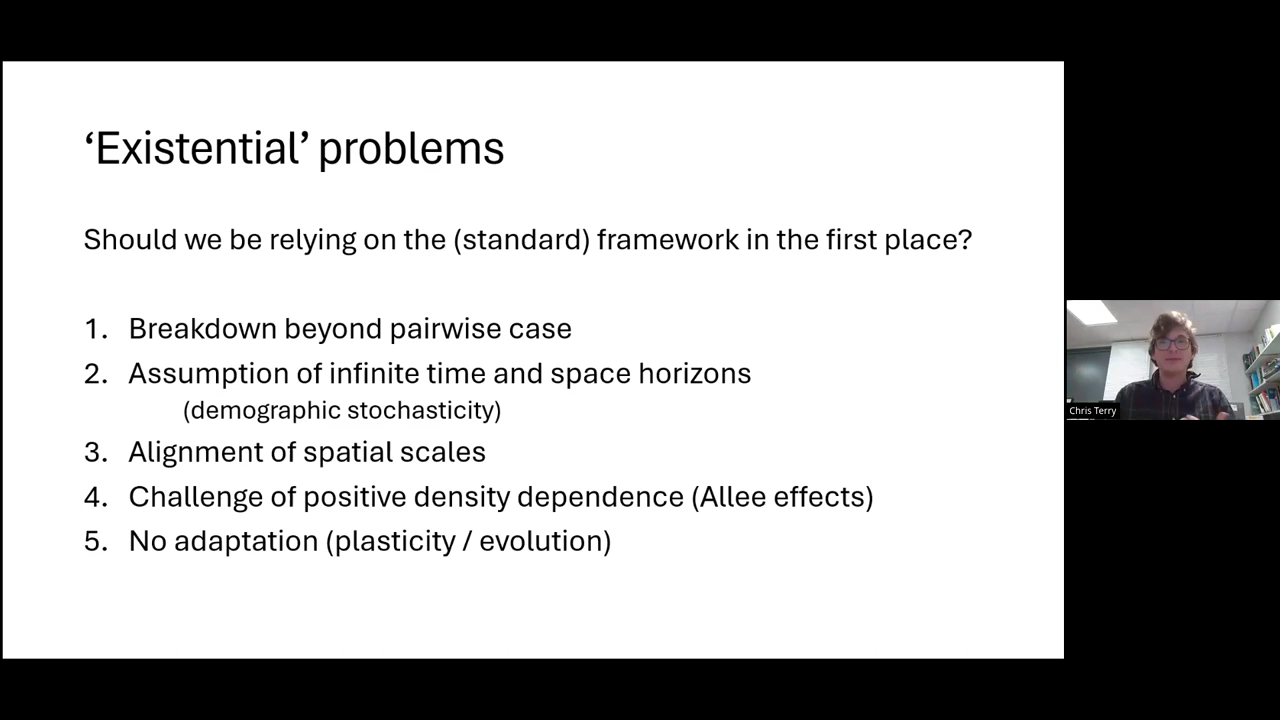 ‘Existential’ problems
Should we be relying on the (standard) framework in the first place?
1. Breakdown beyond pairwise case
2. Assumption of infinite time and space horizons
(demographic stochasticity)
3. Alignment of spatial scales
4. Challenge of positive density dependence (Allee effects)
5. No adaptation (plasticity / evolution)
Chris Terry